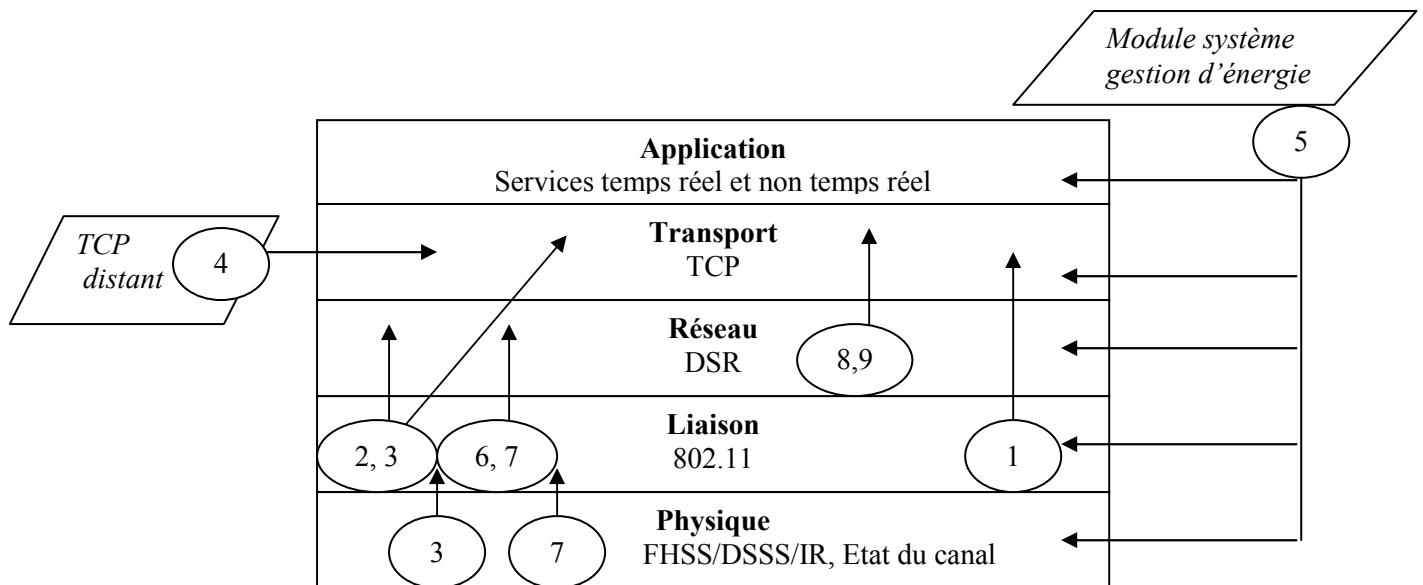 Module système
gestion d’énergie
5
Application
Services temps réel et non temps réel
TCP
distant
4
Transport
TCP
Réseau
DSR
8,9
Liaison
802.11
2, 3
6, 7
1
Physique
FHSS/DSSS/IR, Etat du canal
3
7